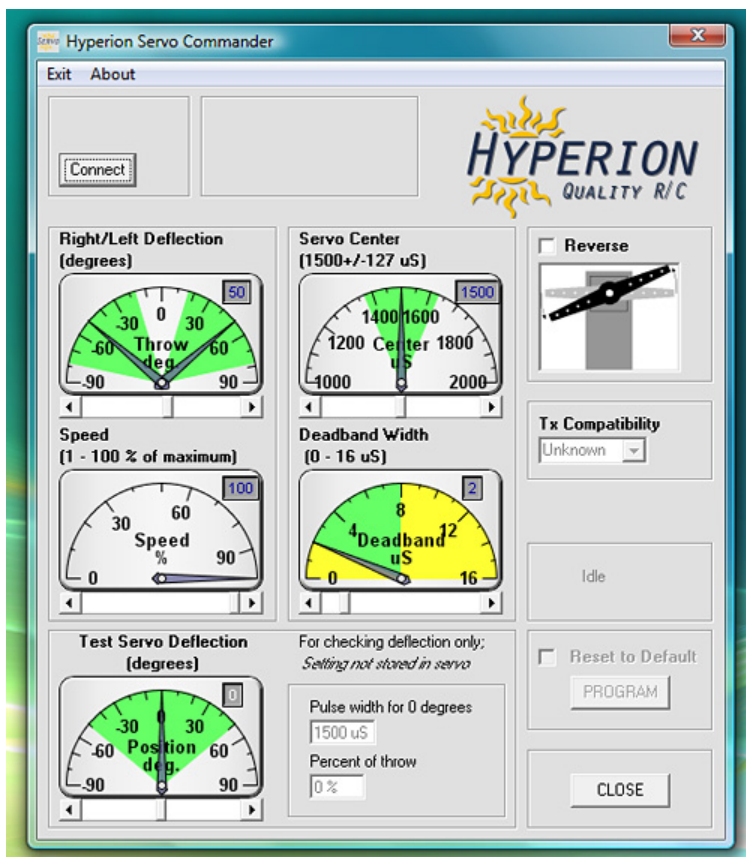 Servo Hyperion Servo Commander
X
Exit About
Connect
HYPERION
QUALITY R/C
Right/Left Deflection
(degrees)
50
0
-30 30
-60 Throw 60
deg.
-90 90
Servo Center
(1500+/-127 uS)
1500
1400 1600
1200 Center 1800
uS
1000 2000
Reverse
Speed
(1 - 100 % of maximum)
100
60
30
Speed
% 90
0
Deadband Width
(0 - 16 uS)
2
8
4 12
Deadband
uS
0 16
Tx Compatibility
Unknown
Idle
Test Servo Deflection
(degrees)
0
0
-30 30
-60 Position 60
deg.
-90 90
For checking deflection only;
Setting not stored in servo
Pulse width for 0 degrees
1500 uS
Percent of throw
0 %
Reset to Default
PROGRAM
CLOSE